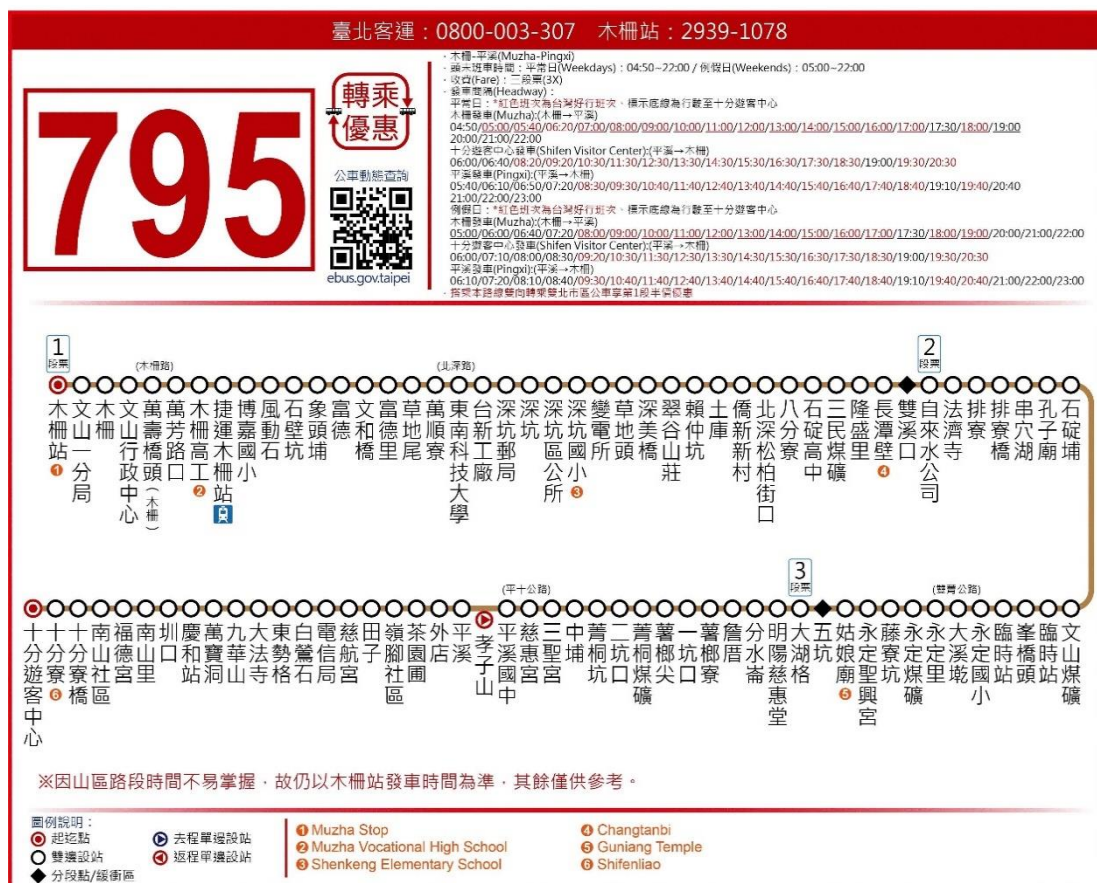 臺北客運：0800-003-307　木柵站：2939-1078
795
轉乘
優惠
公車動態查詢
ebus.gov.taipei
· 木柵-平溪(Muzha-Pingxi)
· 頭末班車時間：平常日(Weekdays)：04:50~22:00 / 例假日(Weekends)：05:00~22:00
· 收費(Fare)：三段票(3X)
· 發車間隔(Headway)：
平常日：*紅色班次為台灣好行班次、標示底線為行駛至十分遊客中心
木柵發車(Muzha):(木柵→平溪)
04:50/05:00/05:40/06:20/07:00/08:00/09:00/10:00/11:00/12:00/13:00/14:00/15:00/16:00/17:00/17:30/18:00/19:00
20:00/21:00/22:00
十分遊客中心發車(Shifen Visitor Center):(平溪→木柵)
06:00/06:40/08:20/09:20/10:30/11:30/12:30/13:30/14:30/15:30/16:30/17:30/18:30/19:00/19:30/20:30
平溪發車(Pingxi):(平溪→木柵)
05:40/06:10/06:50/07:20/08:30/09:30/10:40/11:40/12:40/13:40/14:40/15:40/16:40/17:40/18:40/19:10/19:40/20:40
21:00/22:00/23:00
例假日：*紅色班次為台灣好行班次、標示底線為行駛至十分遊客中心
木柵發車(Muzha):(木柵→平溪)
05:00/06:00/06:40/07:20/08:00/09:00/10:00/11:00/12:00/13:00/14:00/15:00/16:00/17:00/17:30/18:00/19:00/20:00/21:00/22:00
十分遊客中心發車(Shifen Visitor Center):(平溪→木柵)
06:00/07:10/08:00/08:30/09:20/10:30/11:30/12:30/13:30/14:30/15:30/16:30/17:30/18:30/19:00/19:30/20:30
平溪發車(Pingxi):(平溪→木柵)
06:10/07:20/08:10/08:40/09:30/10:40/11:40/12:40/13:40/14:40/15:40/16:40/17:40/18:40/19:10/19:40/20:40/21:00/22:00/23:00
· 搭乘本路線雙向轉乘雙北市區公車享第1段半價優惠
1
段票
(木柵路)
(北深路)
2
段票
木柵站 1
文山一分局
木柵
文山行政中心
萬壽橋頭(木柵)
萬芳路口
木柵高工 2
捷運木柵站
博嘉國小
風動石
石壁坑
象頭埔
富德
文和橋
富德里
草地尾
萬順寮
東南科技大學
台新工廠
深坑郵局
深坑
深坑區公所
深坑國小 3
變電所
草地頭
深美橋
翠谷山莊
賴仲坑
土庫
僑新新村
北深松柏街口
八分寮
石碇高中
三民煤礦
隆盛里
長潭壁 4
雙溪口
自來水公司
法濟寺
排寮
排寮橋
串穴湖
孔子廟
石碇埔
(平十公路)
3
段票
(雙菁公路)
十分遊客中心
十分寮 6
十分寮橋
南山社區
福德宮
南山里
圳口
慶和站
萬寶洞
九華山
大法寺
東勢格
白鶯石
電信局
慈航宮
田子
嶺腳社區
茶園圃
外店
平溪
孝子山
平溪國中
慈惠宮
三聖宮
中埔
菁桐坑
二坑口
菁桐煤礦
薯榔尖
一坑口
薯榔寮
詹厝
分水崙
明陽慈惠堂
大湖格
五坑
姑娘廟 5
永定聖興宮
藤寮坑
永定煤礦
永定里
大溪墘
永定國小
臨時站
峯橋頭
臨時站
文山煤礦
※因山區路段時間不易掌握，故仍以木柵站發車時間為準，其餘僅供參考。
圖例說明：
起迄點
去程單邊設站
雙邊設站
返程單邊設站
分段點/緩衝區
1 Muzha Stop
2 Muzha Vocational High School
3 Shenkeng Elementary School
4 Changtanbi
5 Guniang Temple
6 Shifenliao